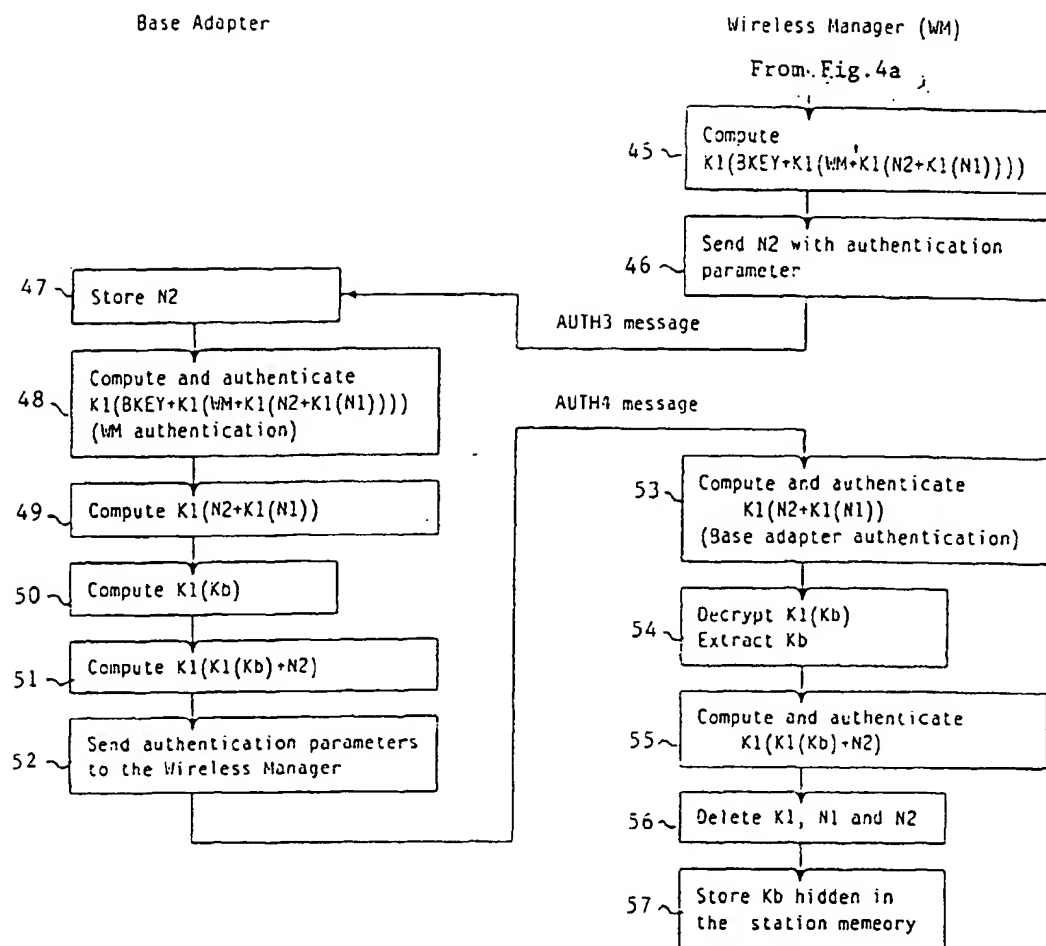 Base Adapter
Wireless Manager (WM)
From Fig.4a
45
Compute
K1(BKEY+K1(WM+K1(N2+K1(N1))))
46
Send N2 with authentication
parameter
47
Store N2
AUTH3 message
48
Compute and authenticate
K1(BKEY+K1(WM+K1(N2+K1(N1))))
(WM authentication)
AUTH4 message
49
Compute K1(N2+K1(N1))
50
Compute K1(Kb)
51
Compute K1(K1(Kb)+N2)
52
Send authentication parameters
to the Wireless Manager
53
Compute and authenticate
K1(N2+K1(N1))
(Base adapter authentication)
54
Decrypt K1(Kb)
Extract Kb
55
Compute and authenticate
K1(K1(Kb)+N2)
56
Delete K1, N1 and N2
57
Store Kb hidden in
the station memeory